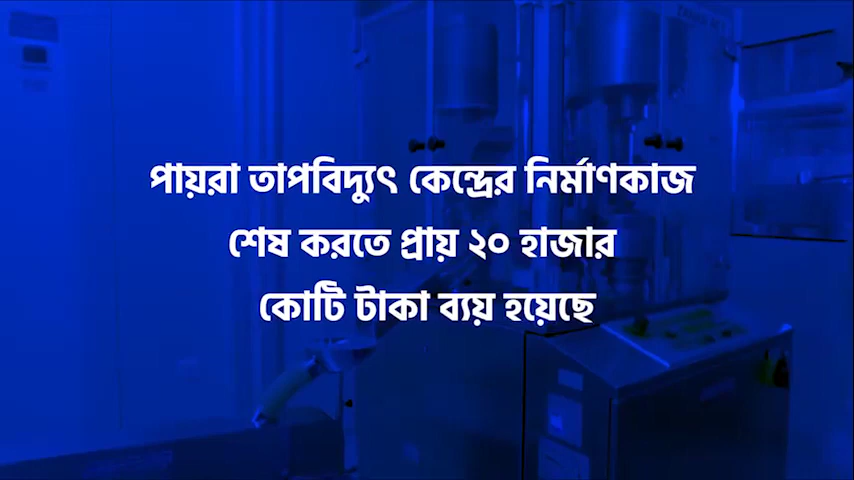 পায়রা তাপবিদ্যুৎ কেন্দ্রের নির্মাণকাজ
শেষ করতে প্রায় ২০ হাজার
কোটি টাকা ব্যয় হয়েছে